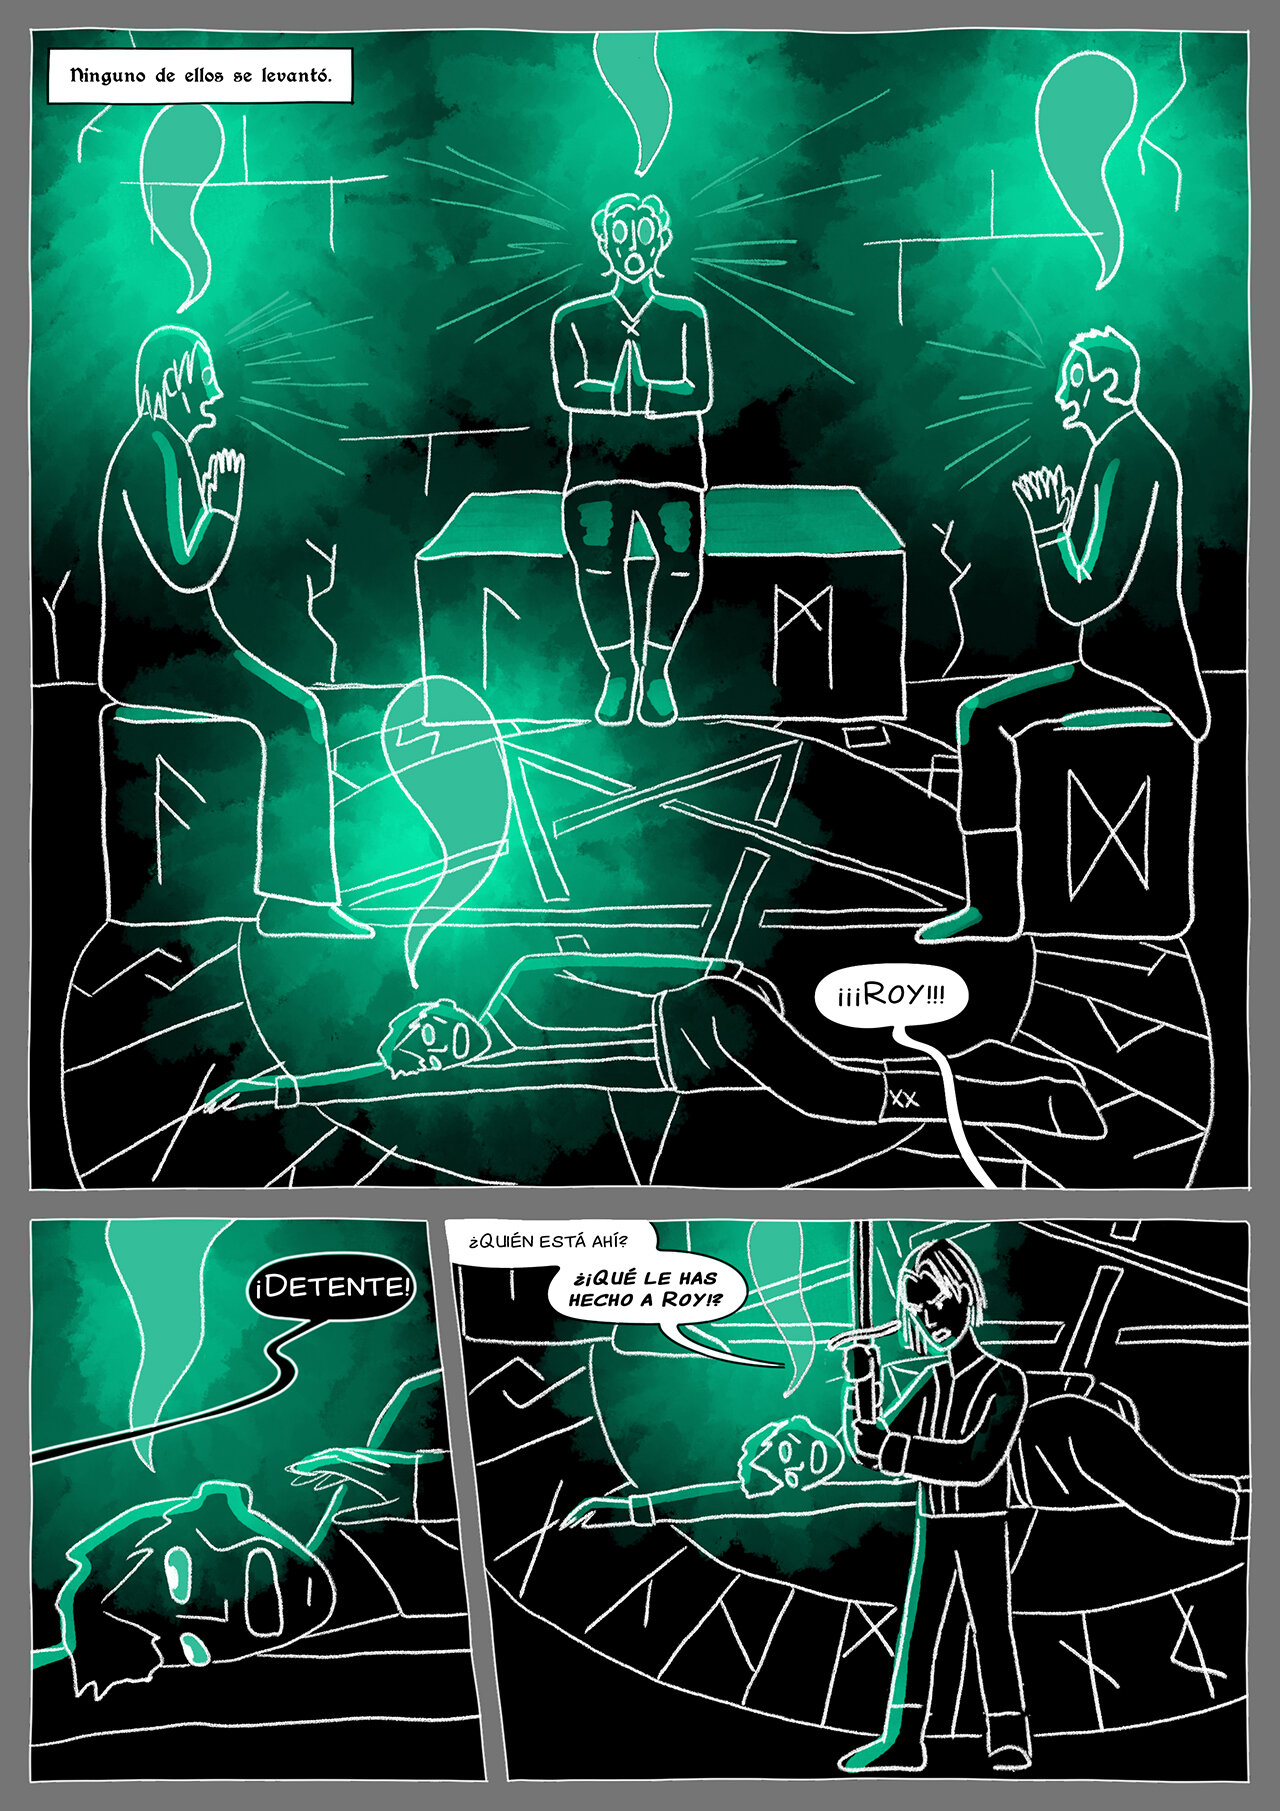 Ninguno de ellos se levantó.
¡¡¡ROY!!!
¡DETENTE!
¿QUIÉN ESTÁ AHÍ?
¿¡QUÉ LE HAS
HECHO A ROY!?